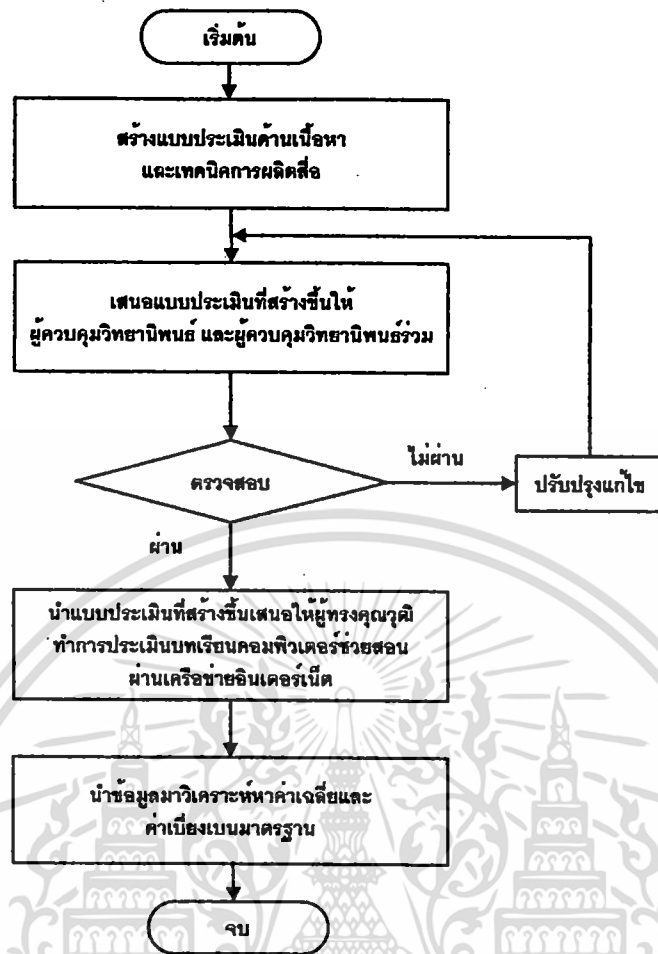 เริ่มต้น
สร้างแบบประเมินด้านเนื้อหา
และเทคนิคการผลิตสื่อ
เสนอแบบประเมินที่สร้างขึ้นให้
ผู้ควบคุมวิทยานิพนธ์ และผู้ควบคุมวิทยานิพนธ์ร่วม
ตรวจสอบ
ไม่ผ่าน
ปรับปรุงแก้ไข
ผ่าน
นำแบบประเมินที่สร้างขึ้นเสนอให้ผู้ทรงคุณวุฒิ
ทำการประเมินบทเรียนคอมพิวเตอร์ช่วยสอน
ผ่านเครือข่ายอินเตอร์เน็ต
นำข้อมูลมาวิเคราะห์หาค่าเฉลี่ยและ
ค่าเบี่ยงเบนมาตรฐาน
จบ